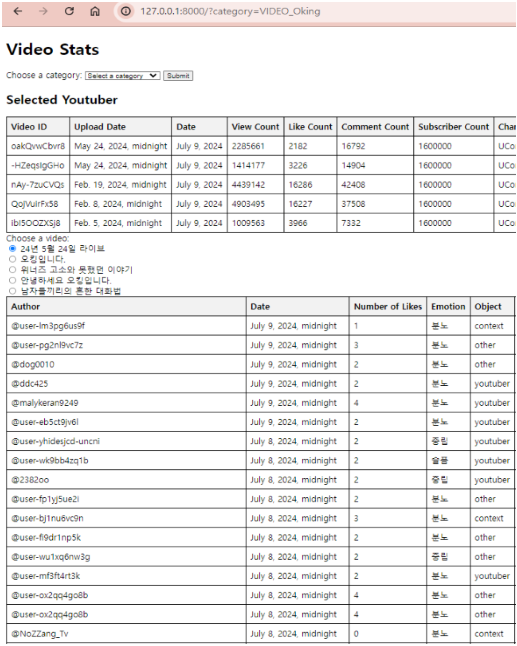 127.0.0.1:8000/?category=VIDEO_Oking
Video Stats
Choose a category: Select a category Submit
Selected Youtuber
Video ID Upload Date Date View Count Like Count Comment Count Subscriber Count Char
oakQvwCbvr8 May 24, 2024, midnight July 9, 2024 2285661 2182 16792 1600000 UCo
-HZeqsIgGHo May 24, 2024, midnight July 9, 2024 1414177 3226 14904 1600000 UCo
nAy-7zuCVQs Feb. 19, 2024, midnight July 9, 2024 4439142 16286 42408 1600000 UCo
QoJVuIrFx58 Feb. 8, 2024, midnight July 9, 2024 4903495 16227 37508 1600000 UCo
ibI5OOZXSj8 Feb. 5, 2024, midnight July 9, 2024 1009563 3966 7332 1600000 UCo
Choose a video:
24년 5월 24일 라이브
오킹입니다.
위너즈 고소와 못했던 이야기
안녕하세요 오킹입니다.
남자들끼리의 흔한 대화법
Author Date Number of Likes Emotion Object
@user-lm3pg6us9f July 9, 2024, midnight 1 분노 context
@user-pg2nl9vc7z July 9, 2024, midnight 3 분노 other
@dog0010 July 9, 2024, midnight 2 분노 other
@ddc425 July 9, 2024, midnight 2 분노 youtuber
@malykeran9249 July 9, 2024, midnight 4 분노 youtuber
@user-eb5ct9jv6l July 9, 2024, midnight 2 분노 youtuber
@user-yhidesjcd-uncni July 8, 2024, midnight 2 중립 youtuber
@user-wk9bb4zq1b July 8, 2024, midnight 2 슬픔 youtuber
@2382oo July 8, 2024, midnight 2 중립 youtuber
@user-fp1yj5ue2i July 8, 2024, midnight 2 분노 other
@user-bj1nu6vc9n July 8, 2024, midnight 3 분노 context
@user-fi9dr1np5k July 8, 2024, midnight 2 분노 other
@user-wu1xq6nw3g July 8, 2024, midnight 2 중립 other
@user-mf3ft4rt3k July 8, 2024, midnight 2 분노 youtuber
@user-ox2qq4go8b July 8, 2024, midnight 4 분노 other
@user-ox2qq4go8b July 8, 2024, midnight 4 분노 other
@NoZZang_Tv July 8, 2024, midnight 0 분노 context